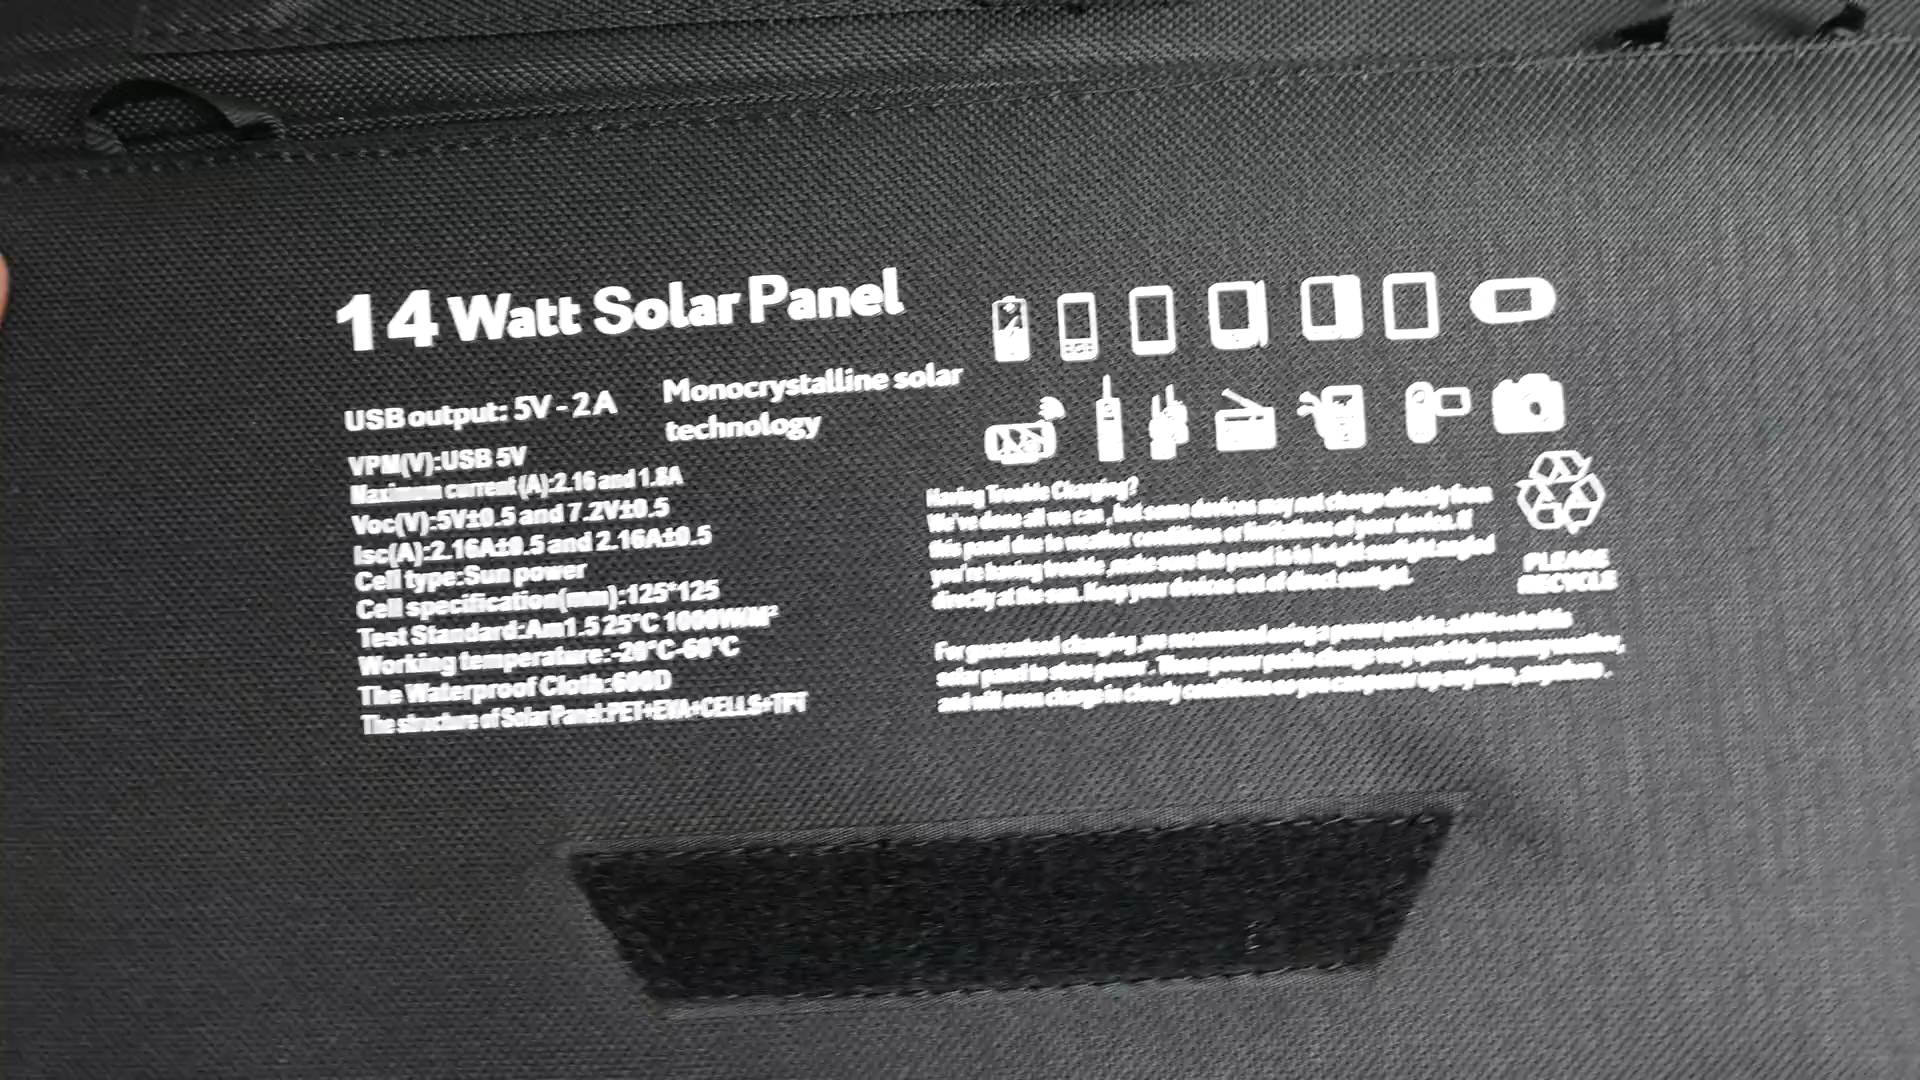 14 Watt Solar Panel
USB output: 5V - 2A
Monocrystalline solar
technology
VPM(V):USB 5V
Maximum current (A):2.16 and 1.8A
Voc(V):5V±0.5 and 7.2V±0.5
Isc(A):2.16A±0.5 and 2.16A±0.5
Cell type:Sun power
Cell specification(mm):125*125
Test Standard:Am1.5 25°C 1000W/M²
Working temperature:-20°C-60°C
The Waterproof Cloth:600D
The structure of Solar Panel:PET+EVA+CELLS+TPT
Having Trouble Charging?
We've done all we can , but some devices may not charge directly from
this panel due to weather conditions or limitations of your device. If
you're having trouble ,make sure the panel is in bright sunlight angled
directly at the sun. Keep your devices out of direct sunlight.
For guaranteed charging ,we recommend using a power pack in addition to this
solar panel to store power . These power packs charge very quickly in sunny weather,
and will even charge in cloudy conditions so you can power up any time, anywhere .
PLEASE
RECYCLE